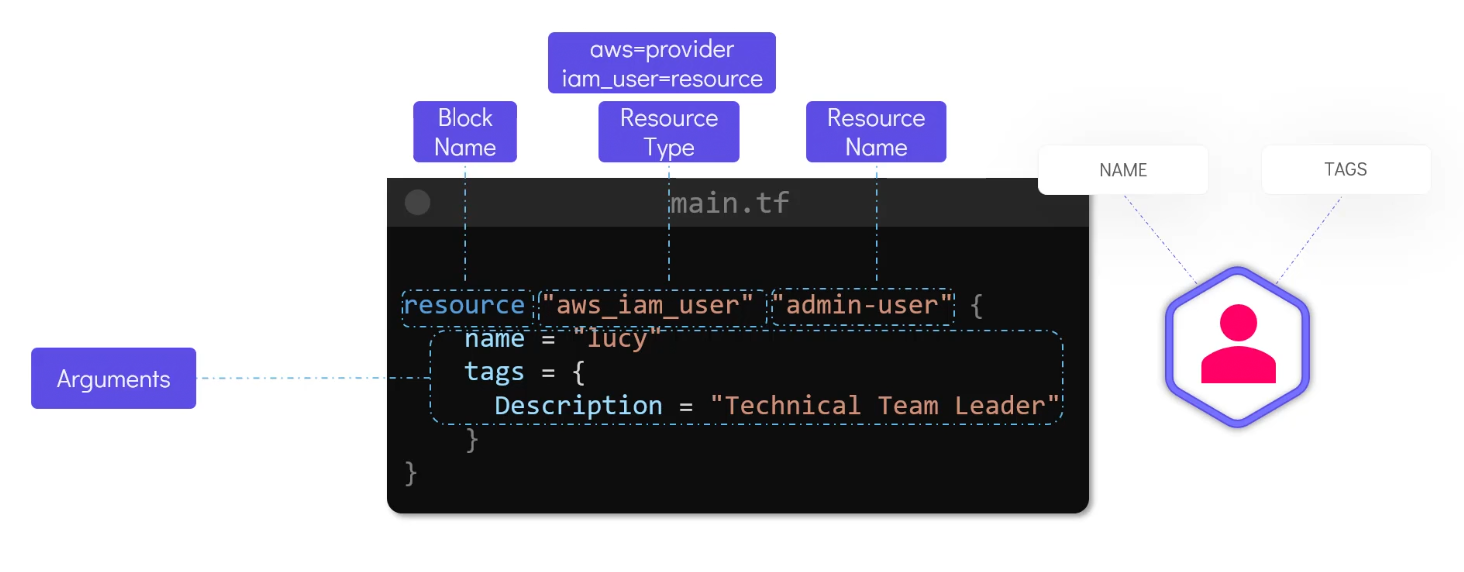 aws=provider
iam_user=resource
Block
Name
Resource
Type
Resource
Name
NAME
TAGS
main.tf
resource "aws_iam_user" "admin-user" {
name = "lucy"
tags = {
Description = "Technical Team Leader"
}
}
Arguments